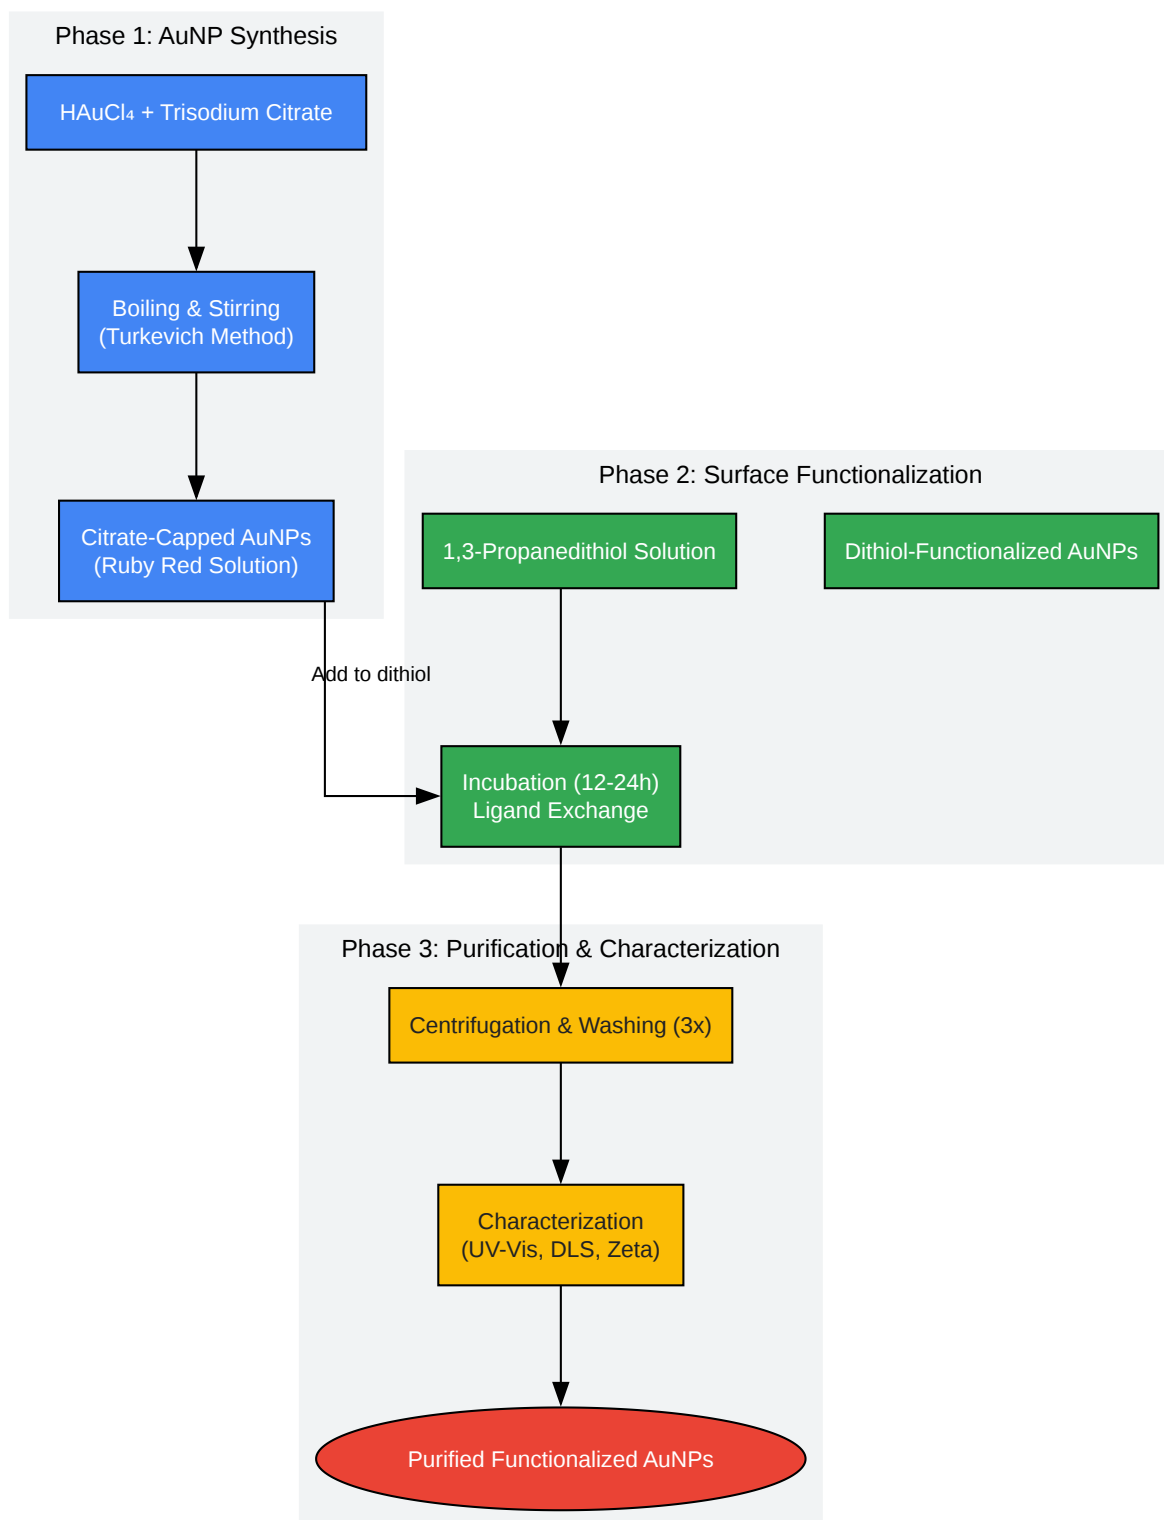 Phase 1: AuNP Synthesis
HAuCl₄ + Trisodium Citrate
Boiling & Stirring
(Turkevich Method)
Citrate-Capped AuNPs
(Ruby Red Solution)
Add to dithiol
Phase 2: Surface Functionalization
1,3-Propanedithiol Solution
Dithiol-Functionalized AuNPs
Incubation (12-24h)
Ligand Exchange
Phase 3: Purification & Characterization
Centrifugation & Washing (3x)
Characterization
(UV-Vis, DLS, Zeta)
Purified Functionalized AuNPs